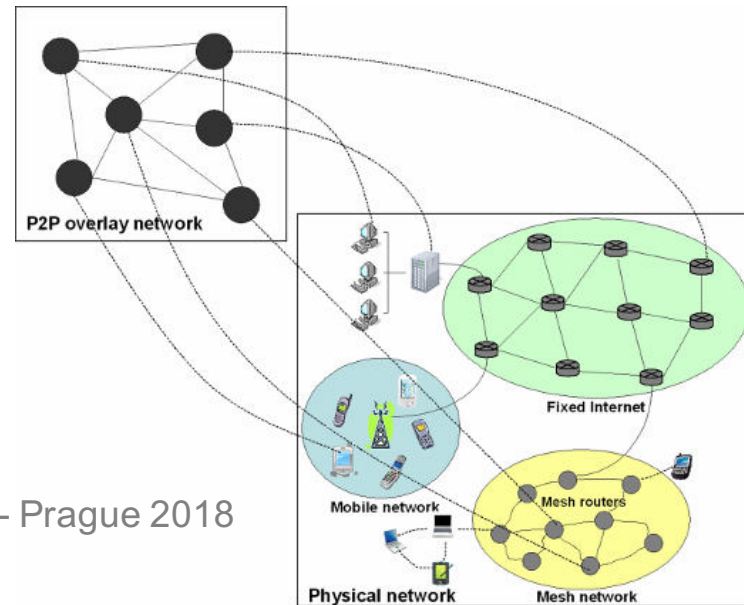 P2P overlay network
Fixed Internet
Mobile network
Mesh routers
- Prague 2018
Physical network
Mesh network